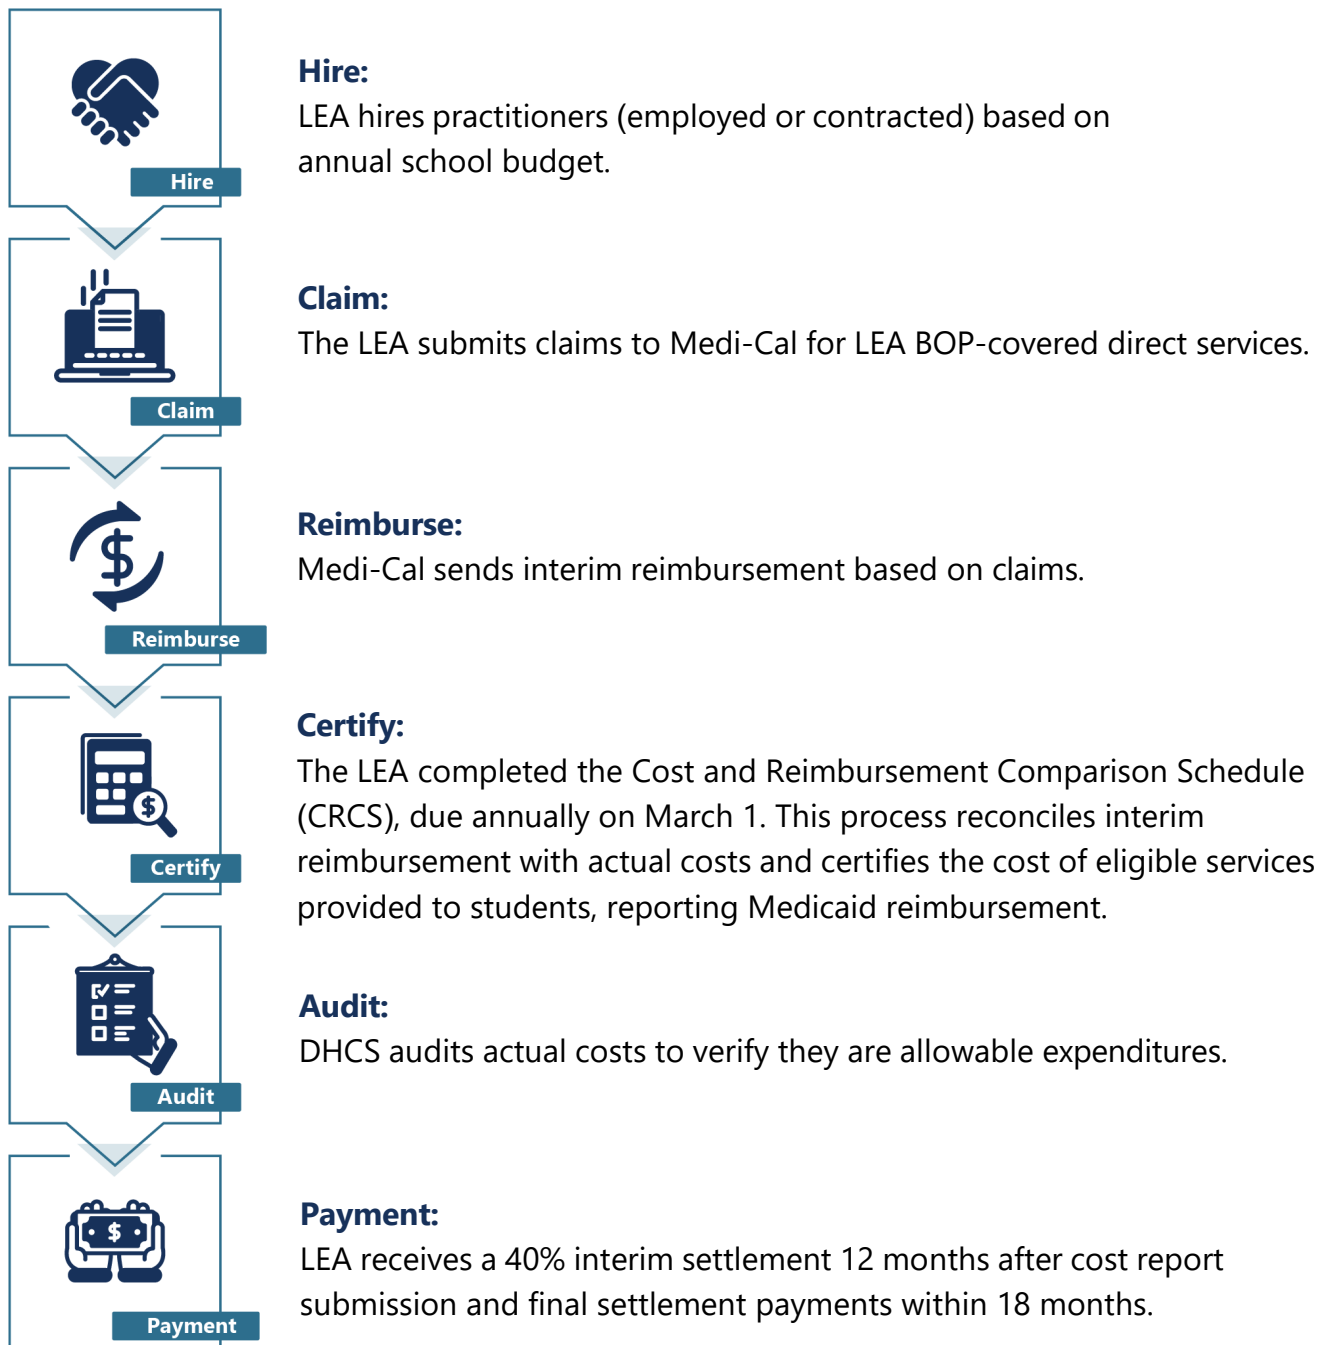 Hire
Hire:
LEA hires practitioners (employed or contracted) based on
annual school budget.
Claim
Claim:
The LEA submits claims to Medi-Cal for LEA BOP-covered direct services.
Reimburse
Reimburse:
Medi-Cal sends interim reimbursement based on claims.
Certify
Certify:
The LEA completed the Cost and Reimbursement Comparison Schedule
(CRCS), due annually on March 1. This process reconciles interim
reimbursement with actual costs and certifies the cost of eligible services
provided to students, reporting Medicaid reimbursement.
Audit
Audit:
DHCS audits actual costs to verify they are allowable expenditures.
Payment
Payment:
LEA receives a 40% interim settlement 12 months after cost report
submission and final settlement payments within 18 months.